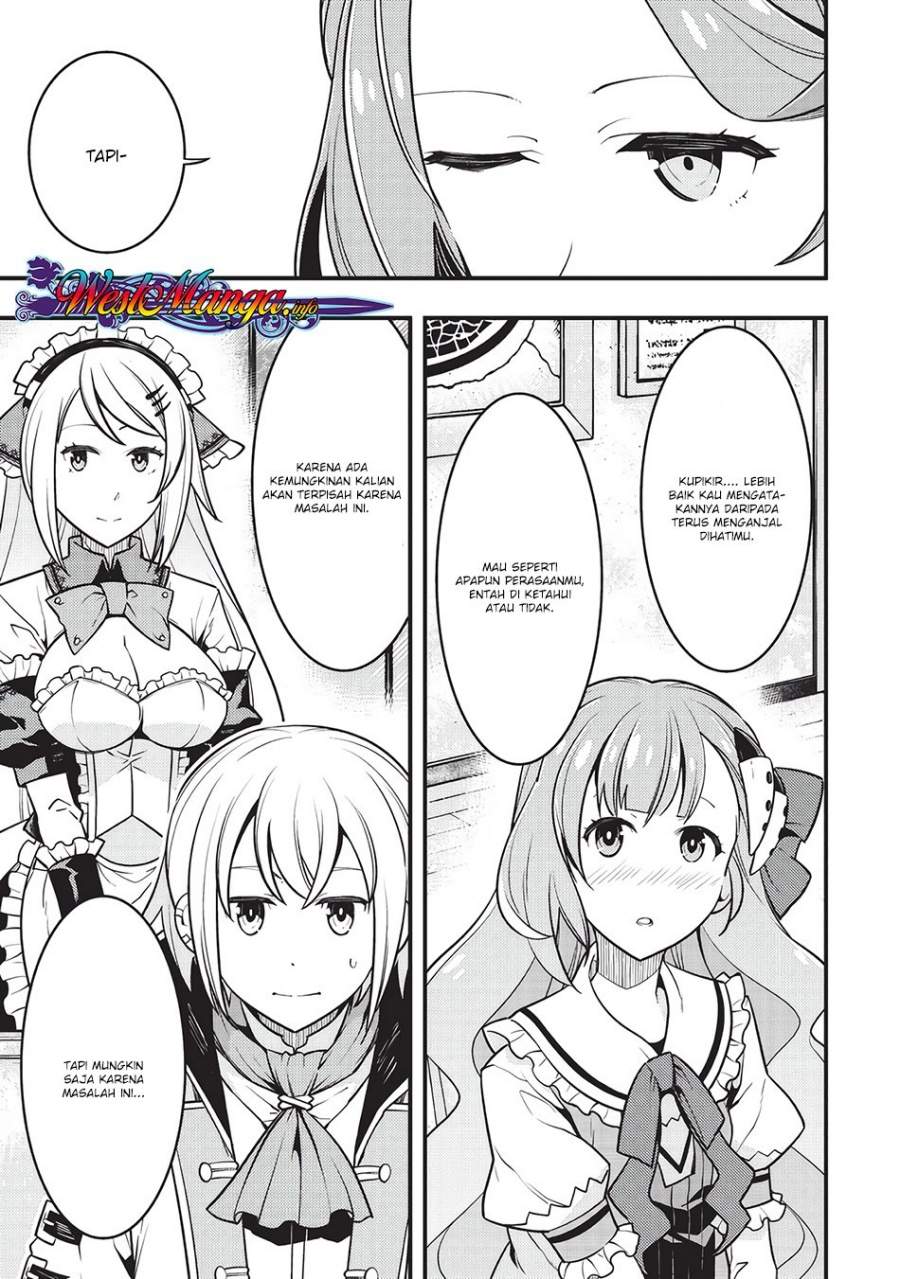 TAPI-
WestManga.info
KUPIKIR.... LEBIH
BAIK KAU MENGATA-
KANNYA DARIPADA
TERUS MENGANJAL
DIHATIMU.
MAU SEPERTI
APAPUN PERASAANMU,
ENTAH DI KETAHUI
ATAU TIDAK.
KARENA ADA
KEMUNGKINAN KALIAN
AKAN TERPISAH KARENA
MASALAH INI.
TAPI MUNGKIN
SAJA KARENA
MASALAH INI...